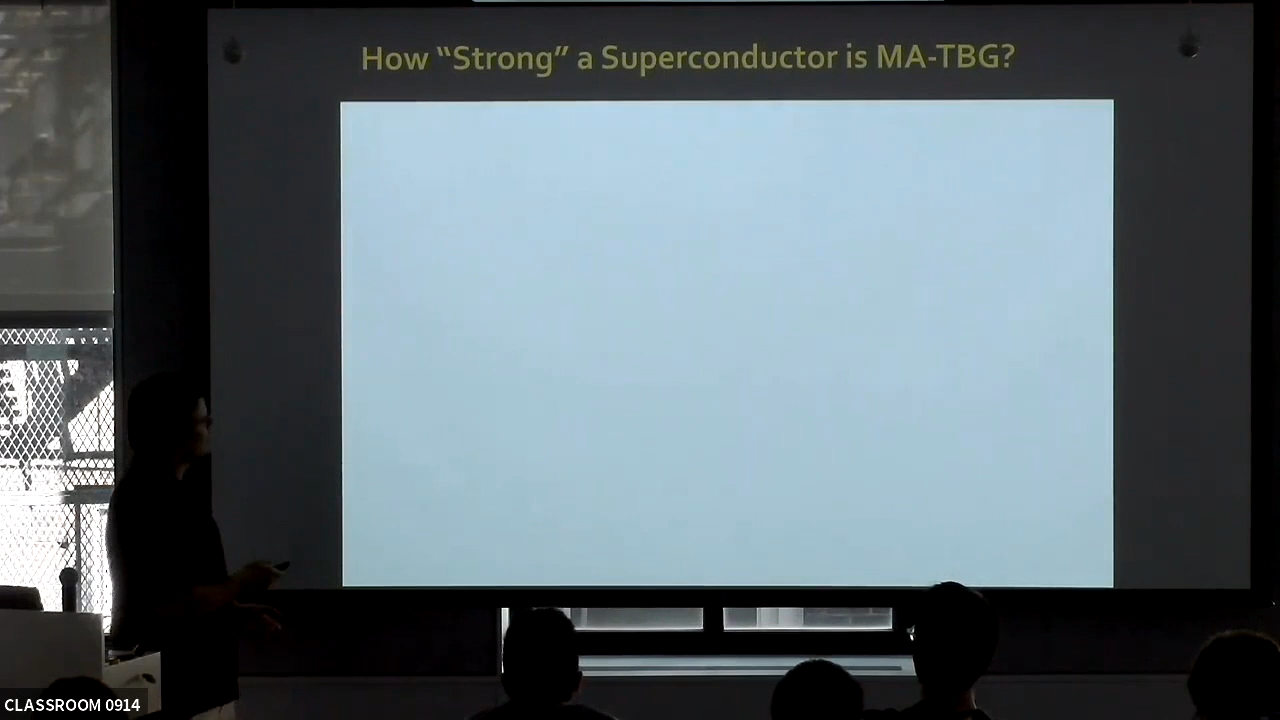 How “Strong” a Superconductor is MA-TBG?
CLASSROOM 0914